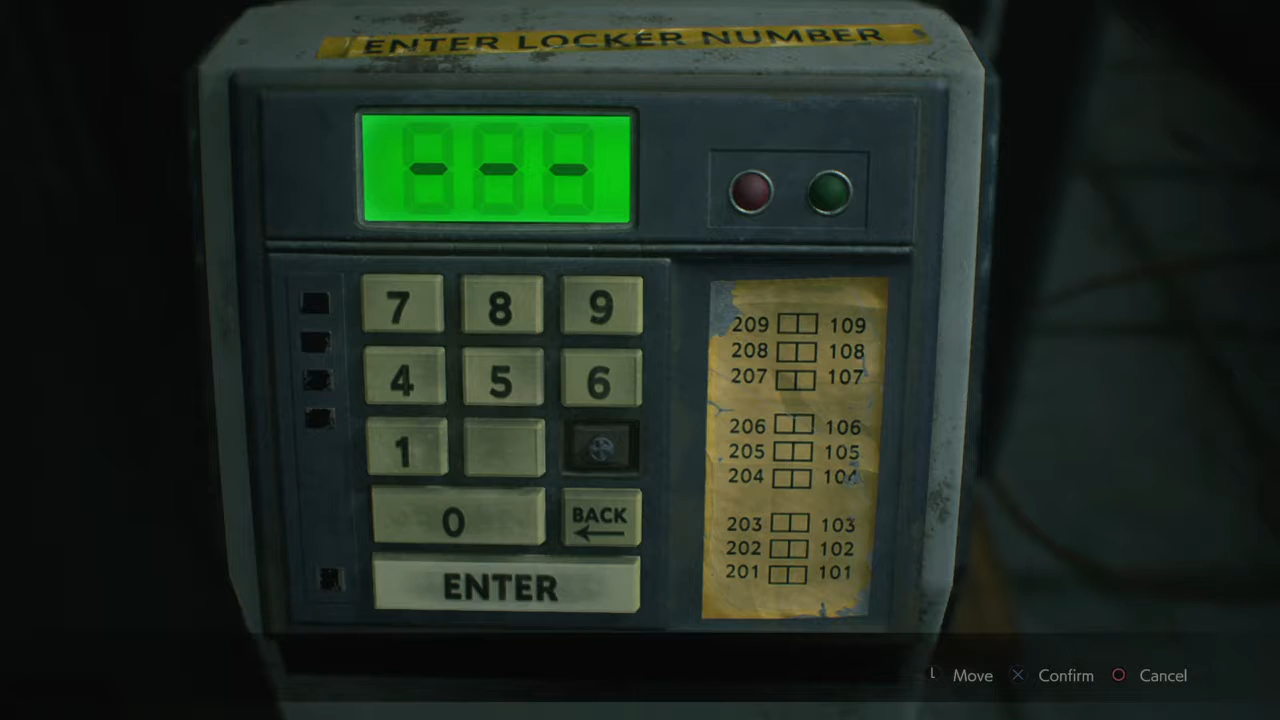 ENTER LOCKER NUMBER
7 8 9
4 5 6
1
0 BACK
ENTER
209 109
208 108
207 107
206 106
205 105
204 104
203 103
202 102
201 101
L Move Confirm Cancel